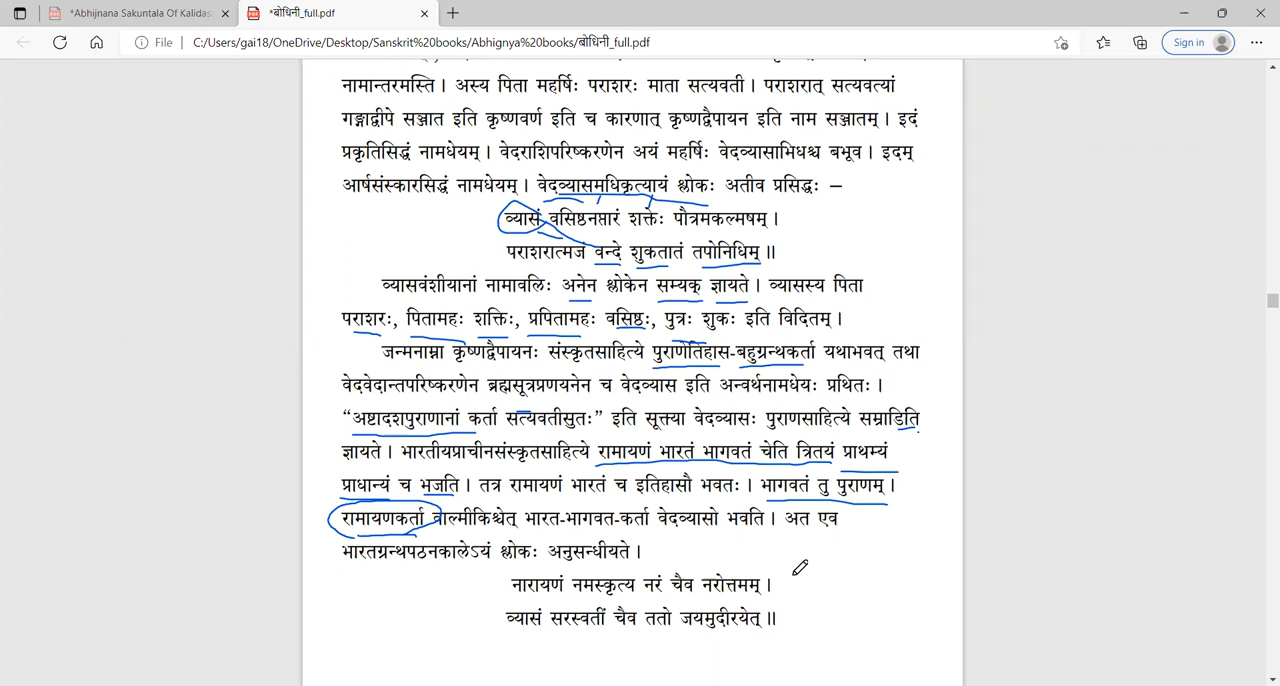 *Abhijnana Sakuntala Of Kalidas
*बोधिनी_full.pdf
File
C:/Users/gai18/OneDrive/Desktop/Sanskrit%20books/Abhignya%20books/बोधिनी_full.pdf
Sign in
नामान्तरमस्ति । अस्य पिता महर्षिः पराशरः माता सत्यवती । पराशरात् सत्यवत्यां
गङ्गाद्वीपे सञ्जात इति कृष्णवर्ण इति च कारणात् कृष्णद्वैपायन इति नाम सञ्जातम् । इदं
प्रकृतिसिद्धं नामधेयम् । वेदराशिपरिष्करणेन अयं महर्षिः वेदव्यासाभिधश्च बभूव । इदम्
आर्षसंस्कारसिद्धं नामधेयम् । वेदव्यासमधिकृत्यायं श्लोकः अतीव प्रसिद्धः –
व्यासं वसिष्ठनप्तारं शक्तेः पौत्रमकल्मषम् ।
पराशरात्मजं वन्दे शुकतातं तपोनिधिम् ॥
व्यासवंशीयानां नामावलिः अनेन श्लोकेन सम्यक् ज्ञायते । व्यासस्य पिता
पराशरः, पितामहः शक्तिः, प्रपितामहः वसिष्ठः, पुत्रः शुकः इति विदितम् ।
जन्मनाम्ना कृष्णद्वैपायनः संस्कृतसाहित्ये पुराणेतिहास-बहुग्रन्थकर्ता यथाभवत् तथा
वेदवेदान्तपरिष्करणेन ब्रह्मसूत्रप्रणयनेन च वेदव्यास इति अन्वर्थनामधेयः प्रथितः ।
“अष्टादशपुराणानां कर्ता सत्यवतीसुतः” इति सूक्त्या वेदव्यासः पुराणसाहित्ये सम्राडिति
ज्ञायते । भारतीयप्राचीनसंस्कृतसाहित्ये रामायणं भारतं भागवतं चेति त्रितयं प्राथम्यं
प्राधान्यं च भजति । तत्र रामायणं भारतं च इतिहासौ भवतः । भागवतं तु पुराणम् ।
रामायणकर्ता वाल्मीकिश्चेत् भारत-भागवत-कर्ता वेदव्यासो भवति । अत एव
भारतग्रन्थपठनकालेऽयं श्लोकः अनुसन्धीयते ।
नारायणं नमस्कृत्य नरं चैव नरोत्तमम् ।
व्यासं सरस्वतीं चैव ततो जयमुदीरयेत् ॥